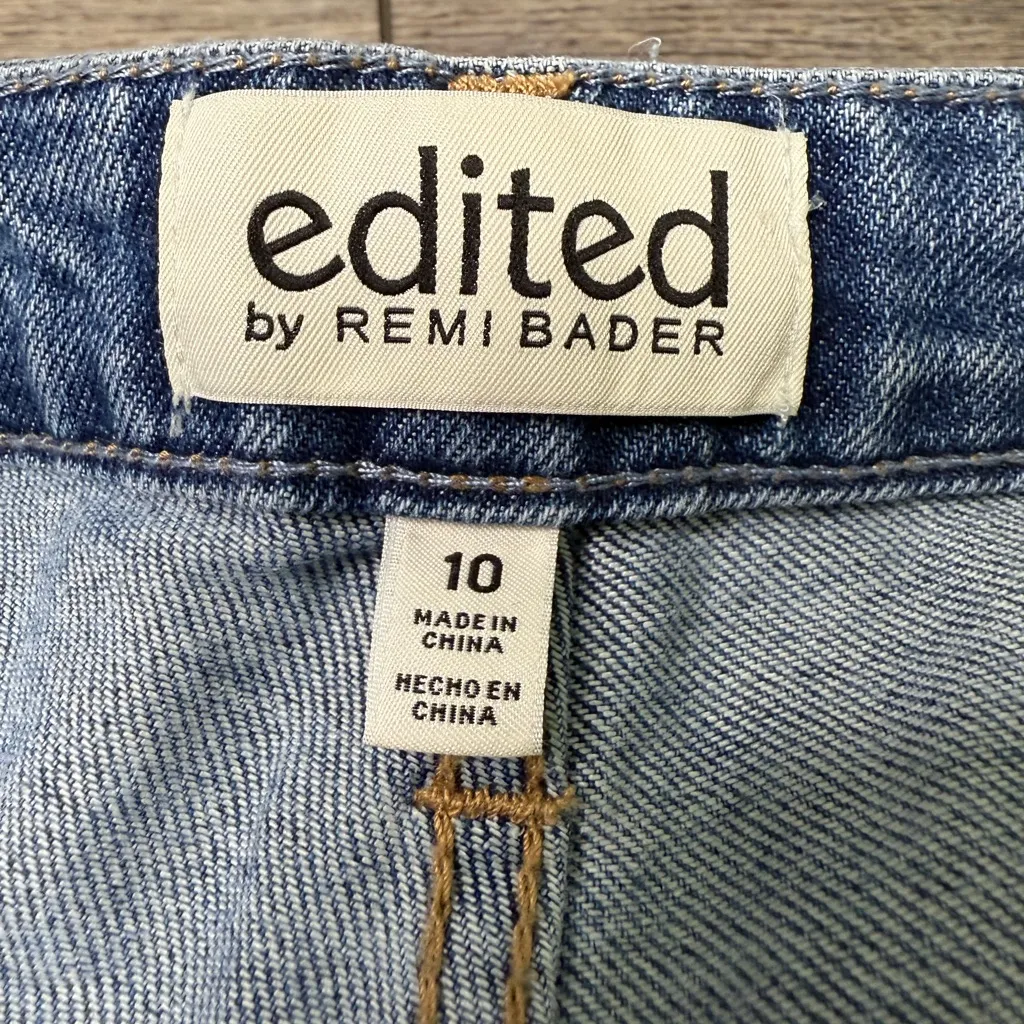 edited
by REMI BADER
10
MADE IN
CHINA
HECHO EN
CHINA